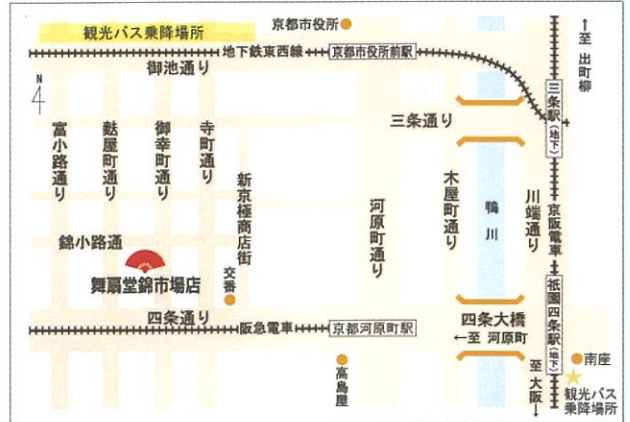 京都市役所
観光バス乗降場所
地下鉄東西線
京都市役所前駅
御池通り
↑至 出町柳
N
三条駅(地下)
三条通り
富小路通り
麩屋町通り
御幸町通り
寺町通り
新京極商店街
河原町通り
木屋町通り
鴨川
川端通り
京阪電車
錦小路通
舞扇堂錦市場店
交番
四条通り
阪急電車
京都河原町駅
四条大橋
←至 河原町
祇園四条駅(地下)
高島屋
至 大阪↓
南座
観光バス
乗降場所